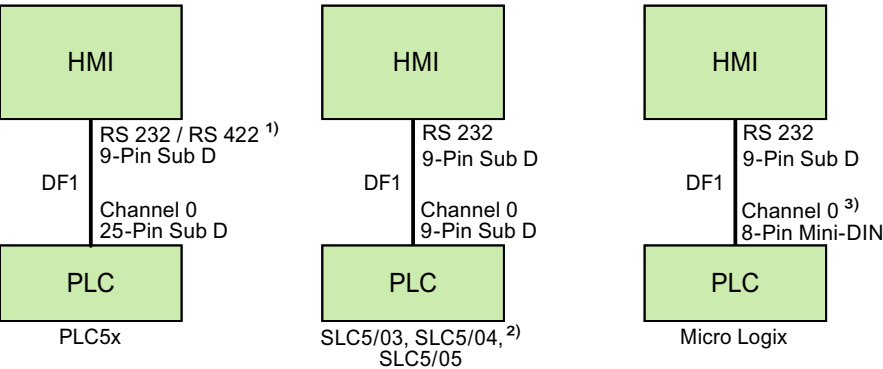 HMI
RS 232 / RS 422 1)
9-Pin Sub D
DF1
Channel 0
25-Pin Sub D
PLC
PLC5x
HMI
RS 232
9-Pin Sub D
DF1
Channel 0
9-Pin Sub D
PLC
SLC5/03, SLC5/04, 2)
SLC5/05
HMI
RS 232
9-Pin Sub D
DF1
Channel 0 3)
8-Pin Mini-DIN
PLC
Micro Logix